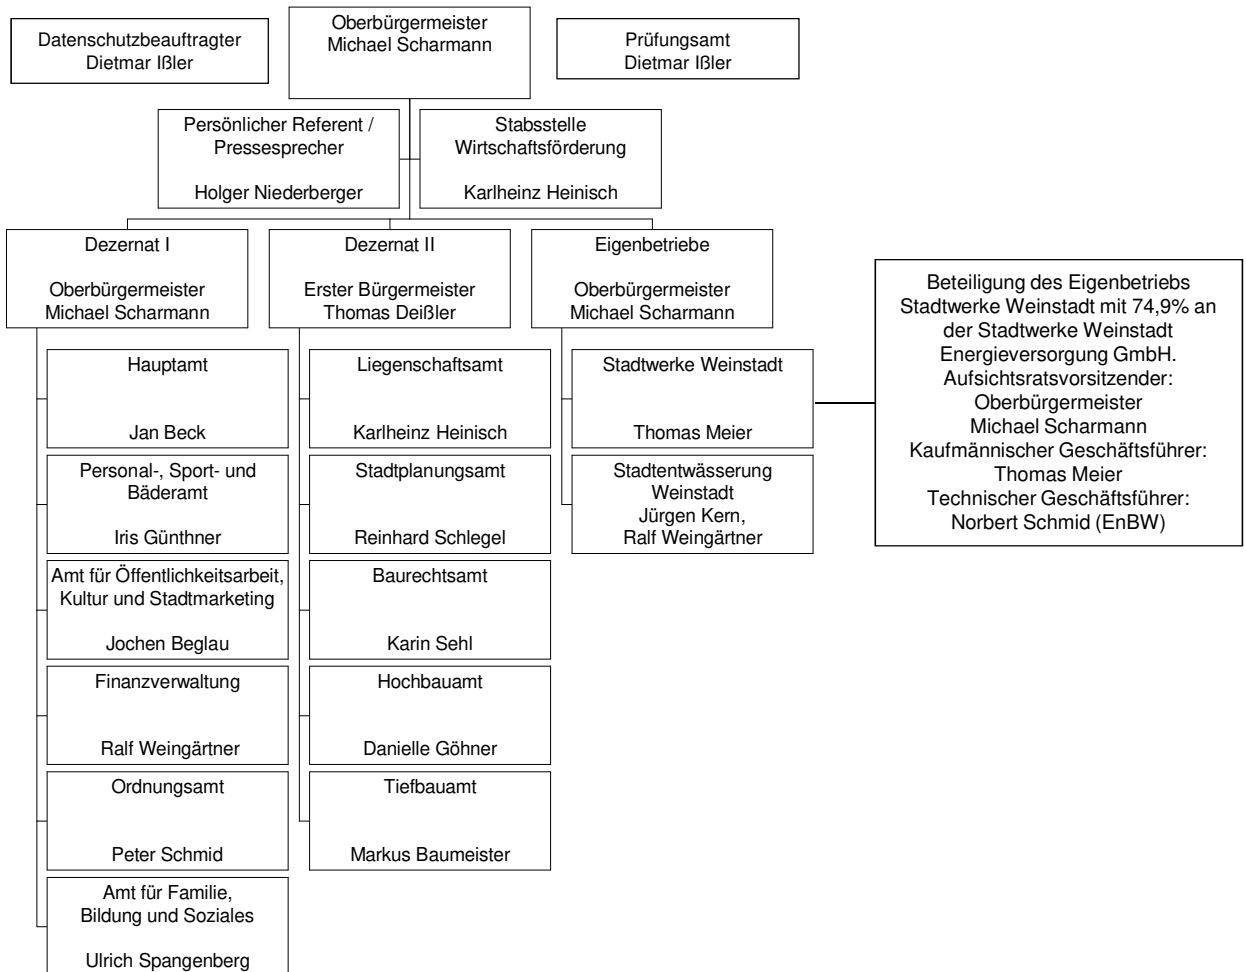 Datenschutzbeauftragter
Dietmar Ißler
Oberbürgermeister
Michael Scharmann
Prüfungsamt
Dietmar Ißler
Persönlicher Referent /
Pressesprecher
Holger Niederberger
Stabsstelle
Wirtschaftsförderung
Karlheinz Heinisch
Dezernat I
Oberbürgermeister
Michael Scharmann
Hauptamt
Jan Beck
Personal-, Sport- und
Bäderamt
Iris Günthner
Amt für Öffentlichkeitsarbeit,
Kultur und Stadtmarketing
Jochen Beglau
Finanzverwaltung
Ralf Weingärtner
Ordnungsamt
Peter Schmid
Amt für Familie,
Bildung und Soziales
Ulrich Spangenberg
Dezernat II
Erster Bürgermeister
Thomas Deißler
Liegenschaftsamt
Karlheinz Heinisch
Stadtplanungsamt
Reinhard Schlegel
Baurechtsamt
Karin Sehl
Hochbauamt
Danielle Göhner
Tiefbauamt
Markus Baumeister
Eigenbetriebe
Oberbürgermeister
Michael Scharmann
Stadtwerke Weinstadt
Thomas Meier
Stadtentwässerung
Weinstadt
Jürgen Kern,
Ralf Weingärtner
Beteiligung des Eigenbetriebs
Stadtwerke Weinstadt mit 74,9% an
der Stadtwerke Weinstadt
Energieversorgung GmbH.
Aufsichtsratsvorsitzender:
Oberbürgermeister
Michael Scharmann
Kaufmännischer Geschäftsführer:
Thomas Meier
Technischer Geschäftsführer:
Norbert Schmid (EnBW)